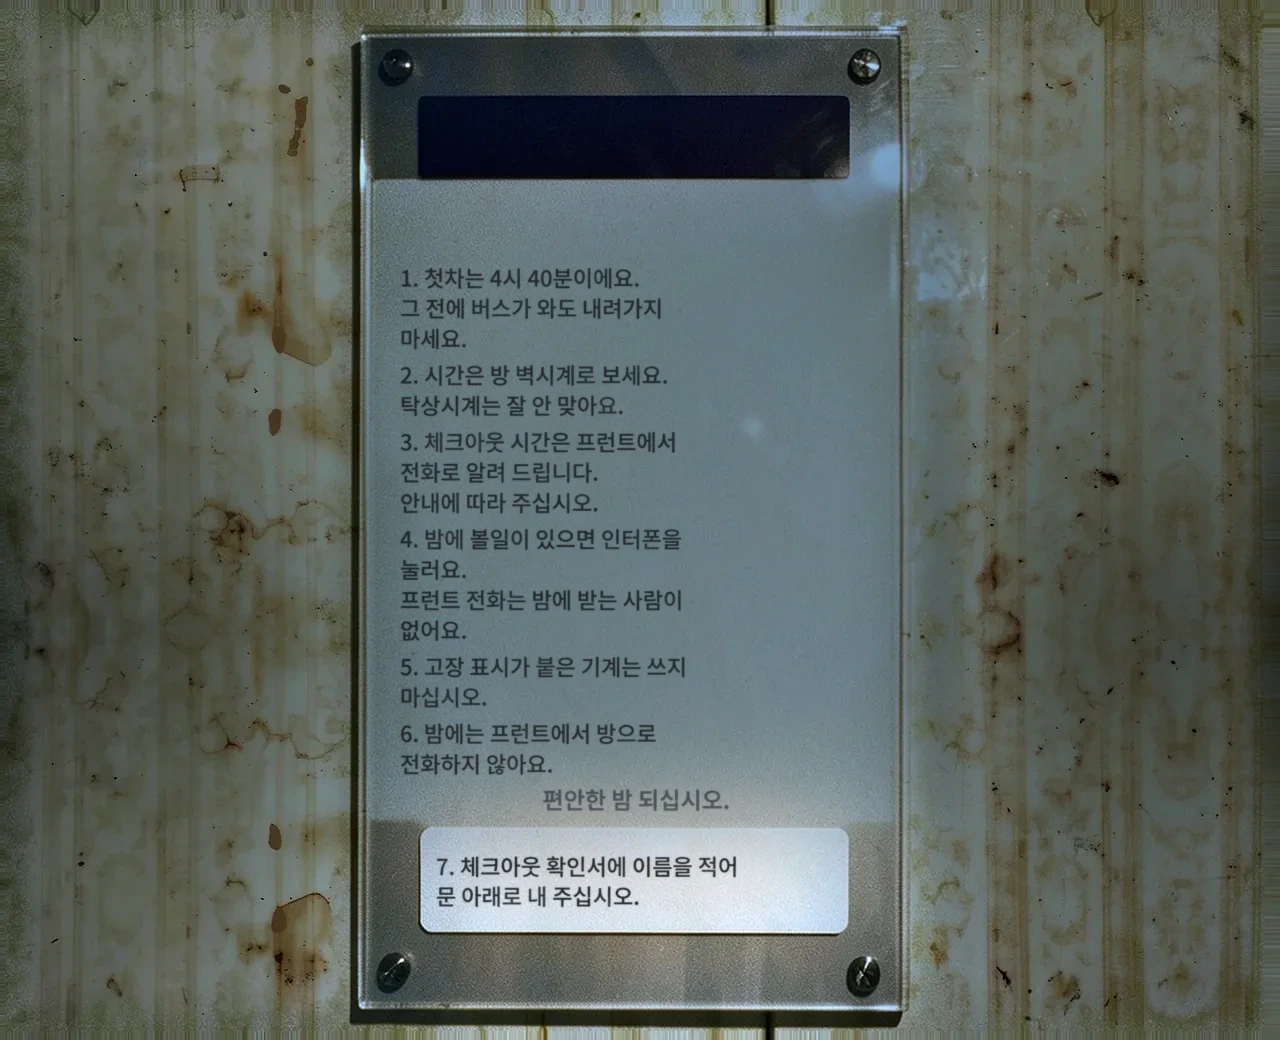 1. 첫차는 4시 40분이에요.
그 전에 버스가 와도 내려가지
마세요.
2. 시간은 방 벽시계로 보세요.
탁상시계는 잘 안 맞아요.
3. 체크아웃 시간은 프런트에서
전화로 알려 드립니다.
안내에 따라 주십시오.
4. 밤에 볼일이 있으면 인터폰을
눌러요.
프런트 전화는 밤에 받는 사람이
없어요.
5. 고장 표시가 붙은 기계는 쓰지
마십시오.
6. 밤에는 프런트에서 방으로
전화하지 않아요.
편안한 밤 되십시오.
7. 체크아웃 확인서에 이름을 적어
문 아래로 내 주십시오.